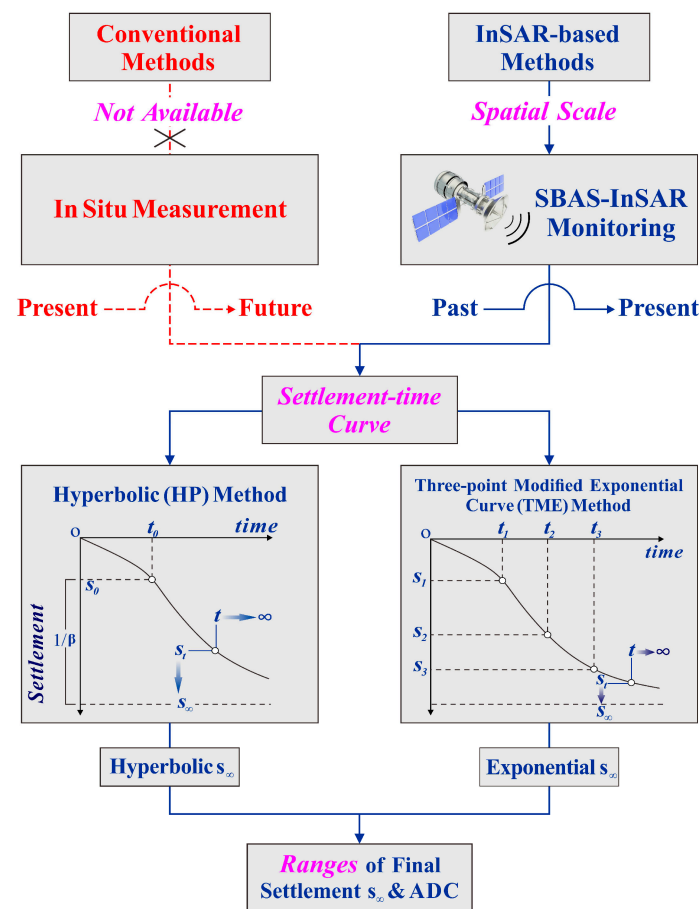 Conventional
Methods
InSAR-based
Methods
Not Available
Spatial Scale
In Situ Measurement
SBAS-InSAR
Monitoring
Present
Future
Past
Present
Settlement-time
Curve
Hyperbolic (HP) Method
O
t₀
time
s₀
1/β
Settlement
t
∞
sₜ
s∞
Three-point Modified Exponential
Curve (TME) Method
O
t₁
t₂
t₃
time
s₁
s₂
s₃
t
∞
sₜ
s∞
Hyperbolic s∞
Exponential s∞
Ranges of Final
Settlement s∞ & ADC